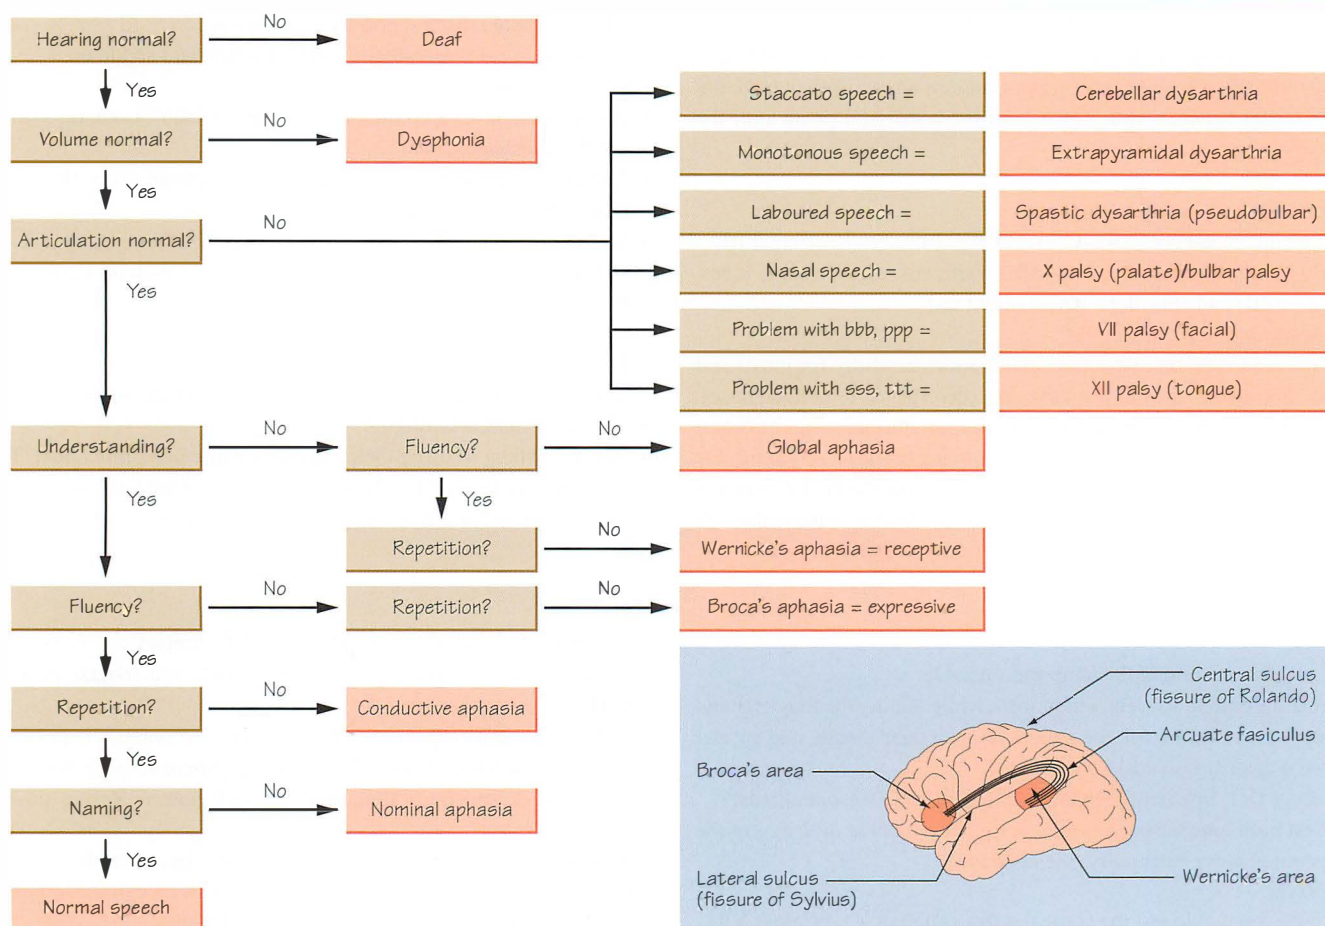 Hearing normal?
No
Deaf
Yes
Volume normal?
No
Dysphonia
Yes
Articulation normal?
No
Staccato speech =
Cerebellar dysarthria
Monotonous speech =
Extrapyramidal dysarthria
Laboured speech =
Spastic dysarthria (pseudobulbar)
Nasal speech =
X palsy (palate)/bulbar palsy
Problem with bbb, ppp =
VII palsy (facial)
Problem with sss, ttt =
XII palsy (tongue)
Yes
Understanding?
No
Fluency?
No
Global aphasia
Yes
Repetition?
No
Wernicke's aphasia = receptive
Yes
Fluency?
No
Repetition?
No
Broca's aphasia = expressive
Yes
Repetition?
No
Conductive aphasia
Yes
Naming?
No
Nominal aphasia
Yes
Normal speech
Central sulcus
(fissure of Rolando)
Arcuate fasiculus
Broca's area
Wernicke's area
Lateral sulcus
(fissure of Sylvius)